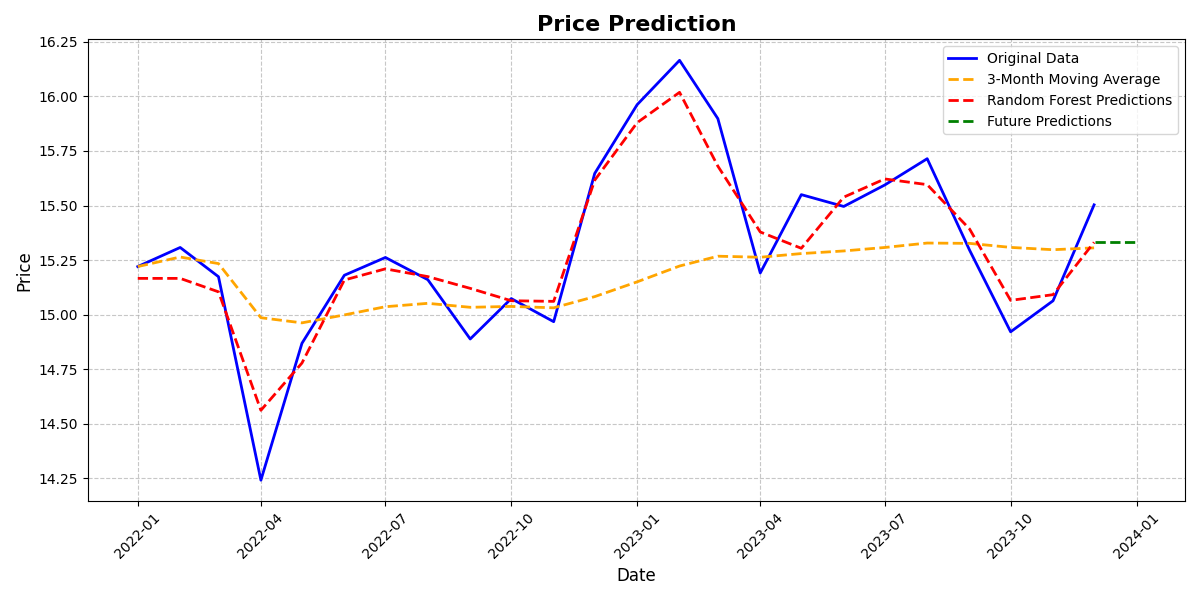 Price Prediction
Original Data
3-Month Moving Average
Random Forest Predictions
Future Predictions
Price
16.25
16.00
15.75
15.50
15.25
15.00
14.75
14.50
14.25
2022-01
2022-04
2022-07
2022-10
2023-01
2023-04
2023-07
2023-10
2024-01
Date